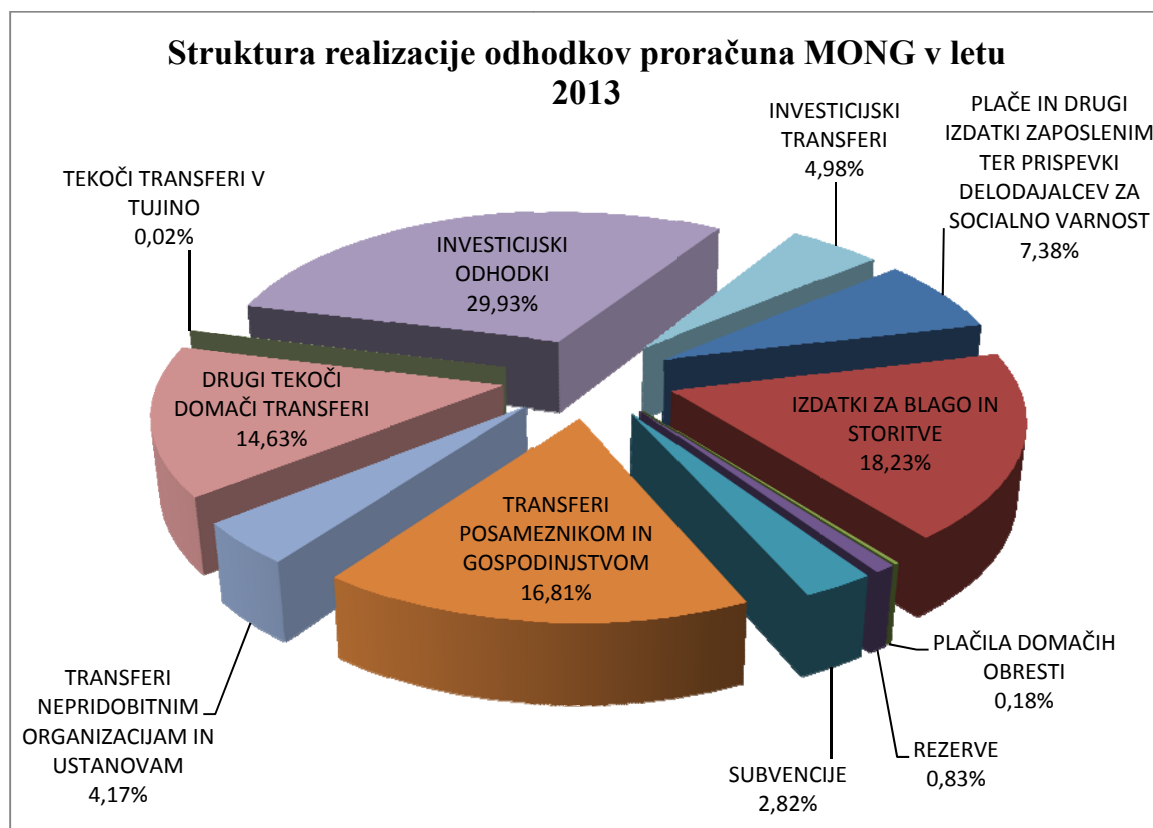 Struktura realizacije odhodkov proračuna MONG v letu
2013
TEKOČI TRANSFERI V
TUJINO
0,02%
INVESTICIJSKI
ODHODKI
29,93%
INVESTICIJSKI
TRANSFERI
4,98%
PLAČE IN DRUGI
IZDATKI ZAPOSLENIM
TER PRISPEVKI
DELODAJALCEV ZA
SOCIALNO VARNOST
7,38%
DRUGI TEKOČI
DOMAČI TRANSFERI
14,63%
IZDATKI ZA BLAGO IN
STORITVE
18,23%
TRANSFERI
POSAMEZNIKOM IN
GOSPODINJSTVOM
16,81%
TRANSFERI
NEPRIDOBITNIM
ORGANIZACIJAM IN
USTANOVAM
4,17%
SUBVENCIJE
2,82%
REZERVE
0,83%
PLAČILA DOMAČIH
OBRESTI
0,18%